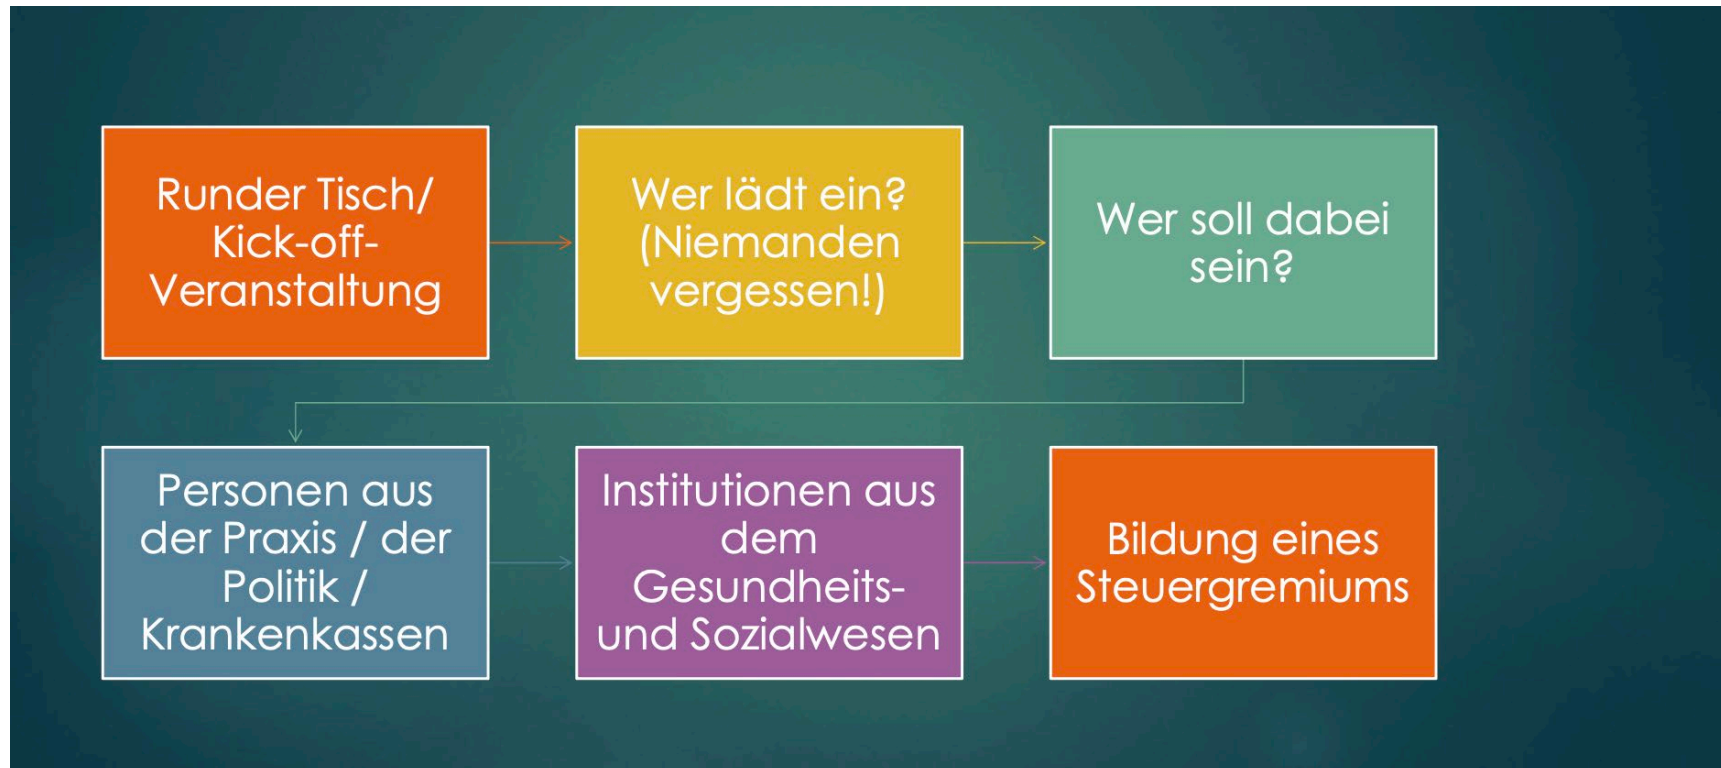 Runder Tisch/
Kick-off-
Veranstaltung
Wer lädt ein?
(Niemanden
vergessen!)
Wer soll dabei
sein?
Personen aus
der Praxis / der
Politik /
Krankenkassen
Institutionen aus
dem
Gesundheits-
und Sozialwesen
Bildung eines
Steuergremiums